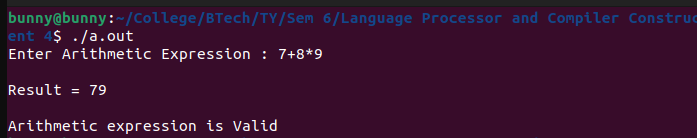 bunny@bunny:~/College/BTech/TY/Sem 6/Language Processor and Compiler Construc
ent 4$ ./a.out
Enter Arithmetic Expression : 7+8*9
Result = 79
Arithmetic expression is Valid